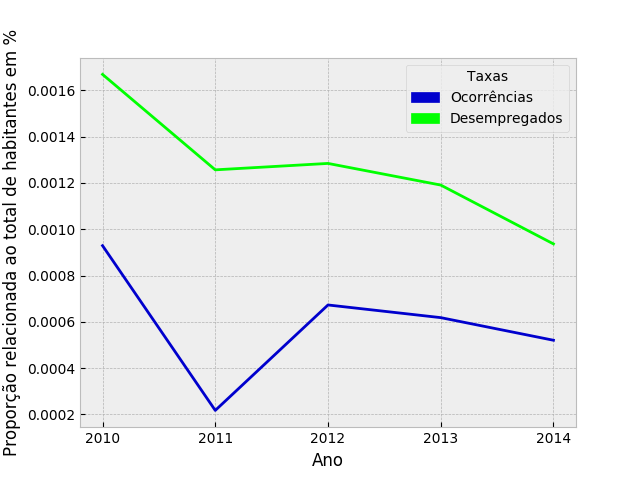 Proporção relacionada ao total de habitantes em %
0.0016
0.0014
0.0012
0.0010
0.0008
0.0006
0.0004
0.0002
Taxas
Ocorrências
Desempregados
2010 2011 2012 2013 2014
Ano